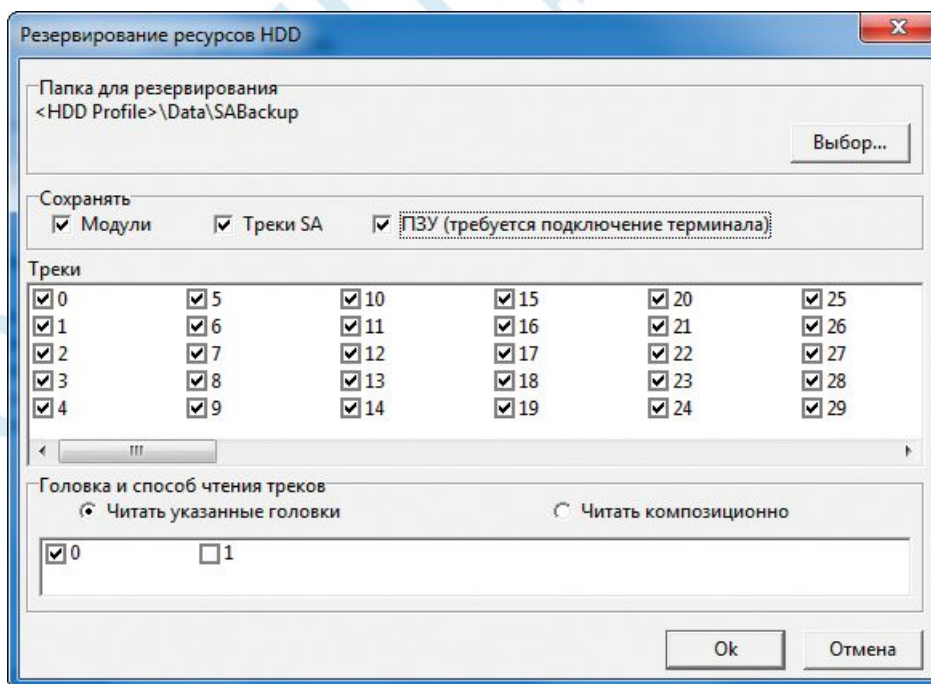 Резервирование ресурсов HDD
Папка для резервирования
<HDD Profile>\Data\SABackup
Выбор...
Сохранять
Модули Треки SA ПЗУ (требуется подключение терминала)
Треки
0 5 10 15 20 25
1 6 11 16 21 26
2 7 12 17 22 27
3 8 13 18 23 28
4 9 14 19 24 29
Головка и способ чтения треков
Читать указанные головки Читать композиционно
0 1
Ok Отмена